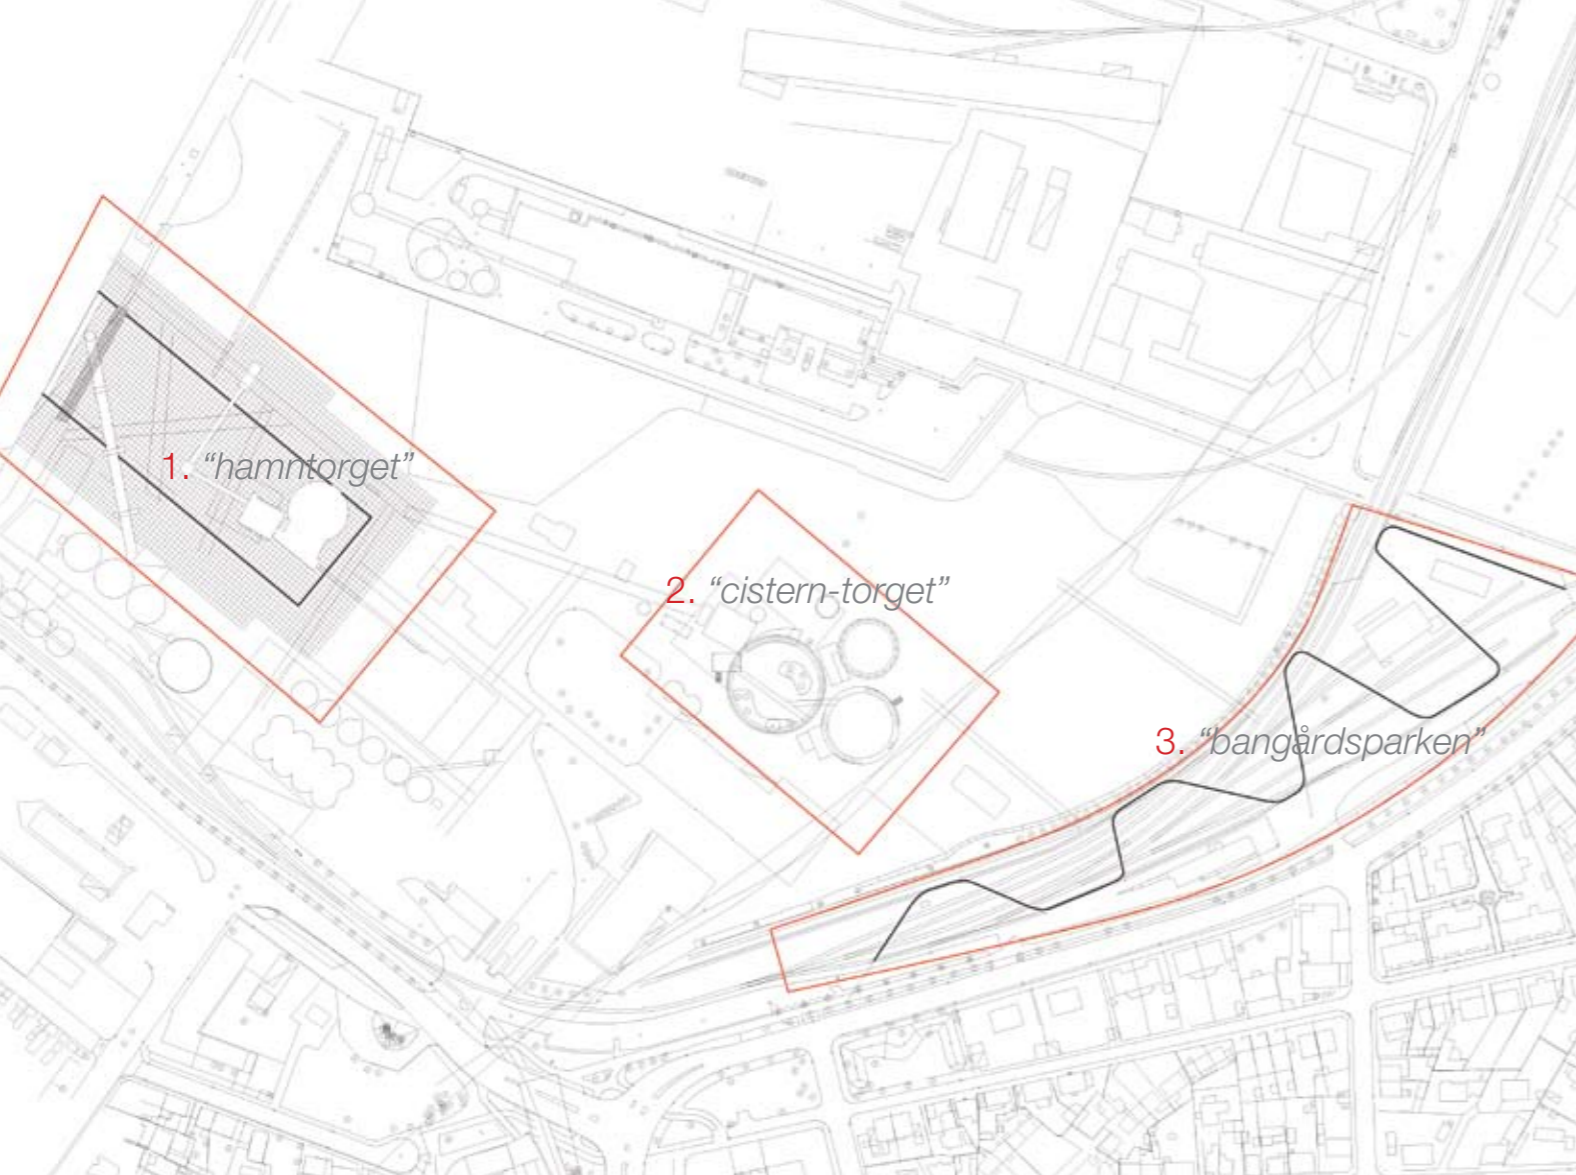 1. “hamntorget”
2. “cistern-torget”
3. “bangårdsparken”